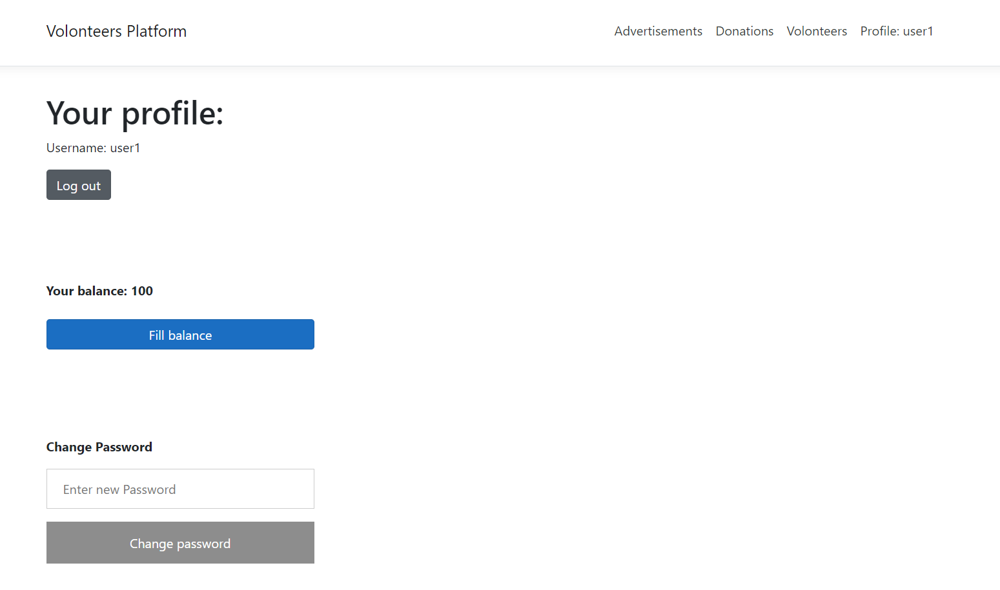 Volonteers Platform
Advertisements Donations Volonteers Profile: user1
Your profile:
Username: user1
Log out
Your balance: 100
Fill balance
Change Password
Enter new Password
Change password